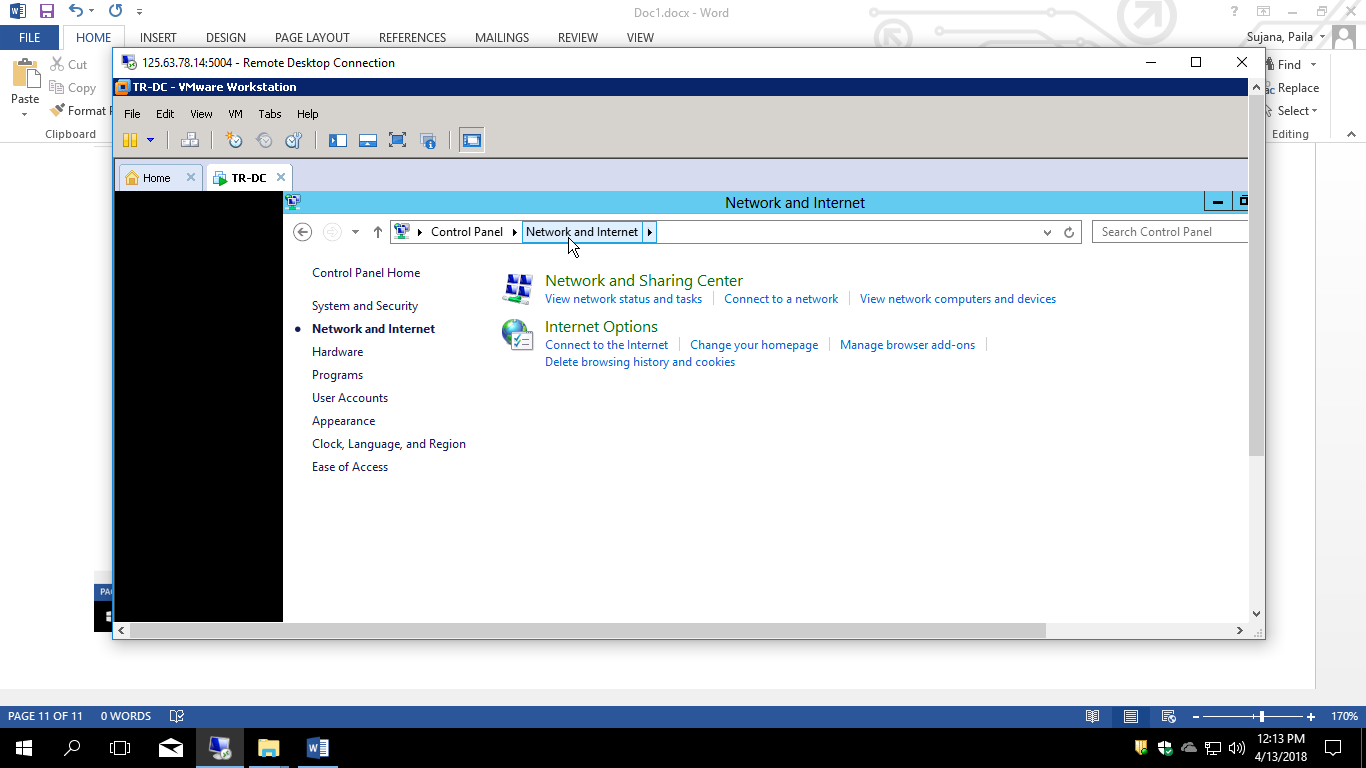 Doc1.docx - Word
FILE HOME INSERT DESIGN PAGE LAYOUT REFERENCES MAILINGS REVIEW VIEW Sujana, Paila
Paste
Cut
Copy
Format
Clipboard
Find
Replace
Select
Editing
125.63.78.14:5004 - Remote Desktop Connection
TR-DC - VMware Workstation
File Edit View VM Tabs Help
Home TR-DC
Network and Internet
Control Panel Network and Internet Search Control Panel
Control Panel Home
System and Security
Network and Internet
Hardware
Programs
User Accounts
Appearance
Clock, Language, and Region
Ease of Access
Network and Sharing Center
View network status and tasks Connect to a network View network computers and devices
Internet Options
Connect to the Internet Change your homepage Manage browser add-ons
Delete browsing history and cookies
PAGE 11 OF 11 0 WORDS 170%
12:13 PM
4/13/2018